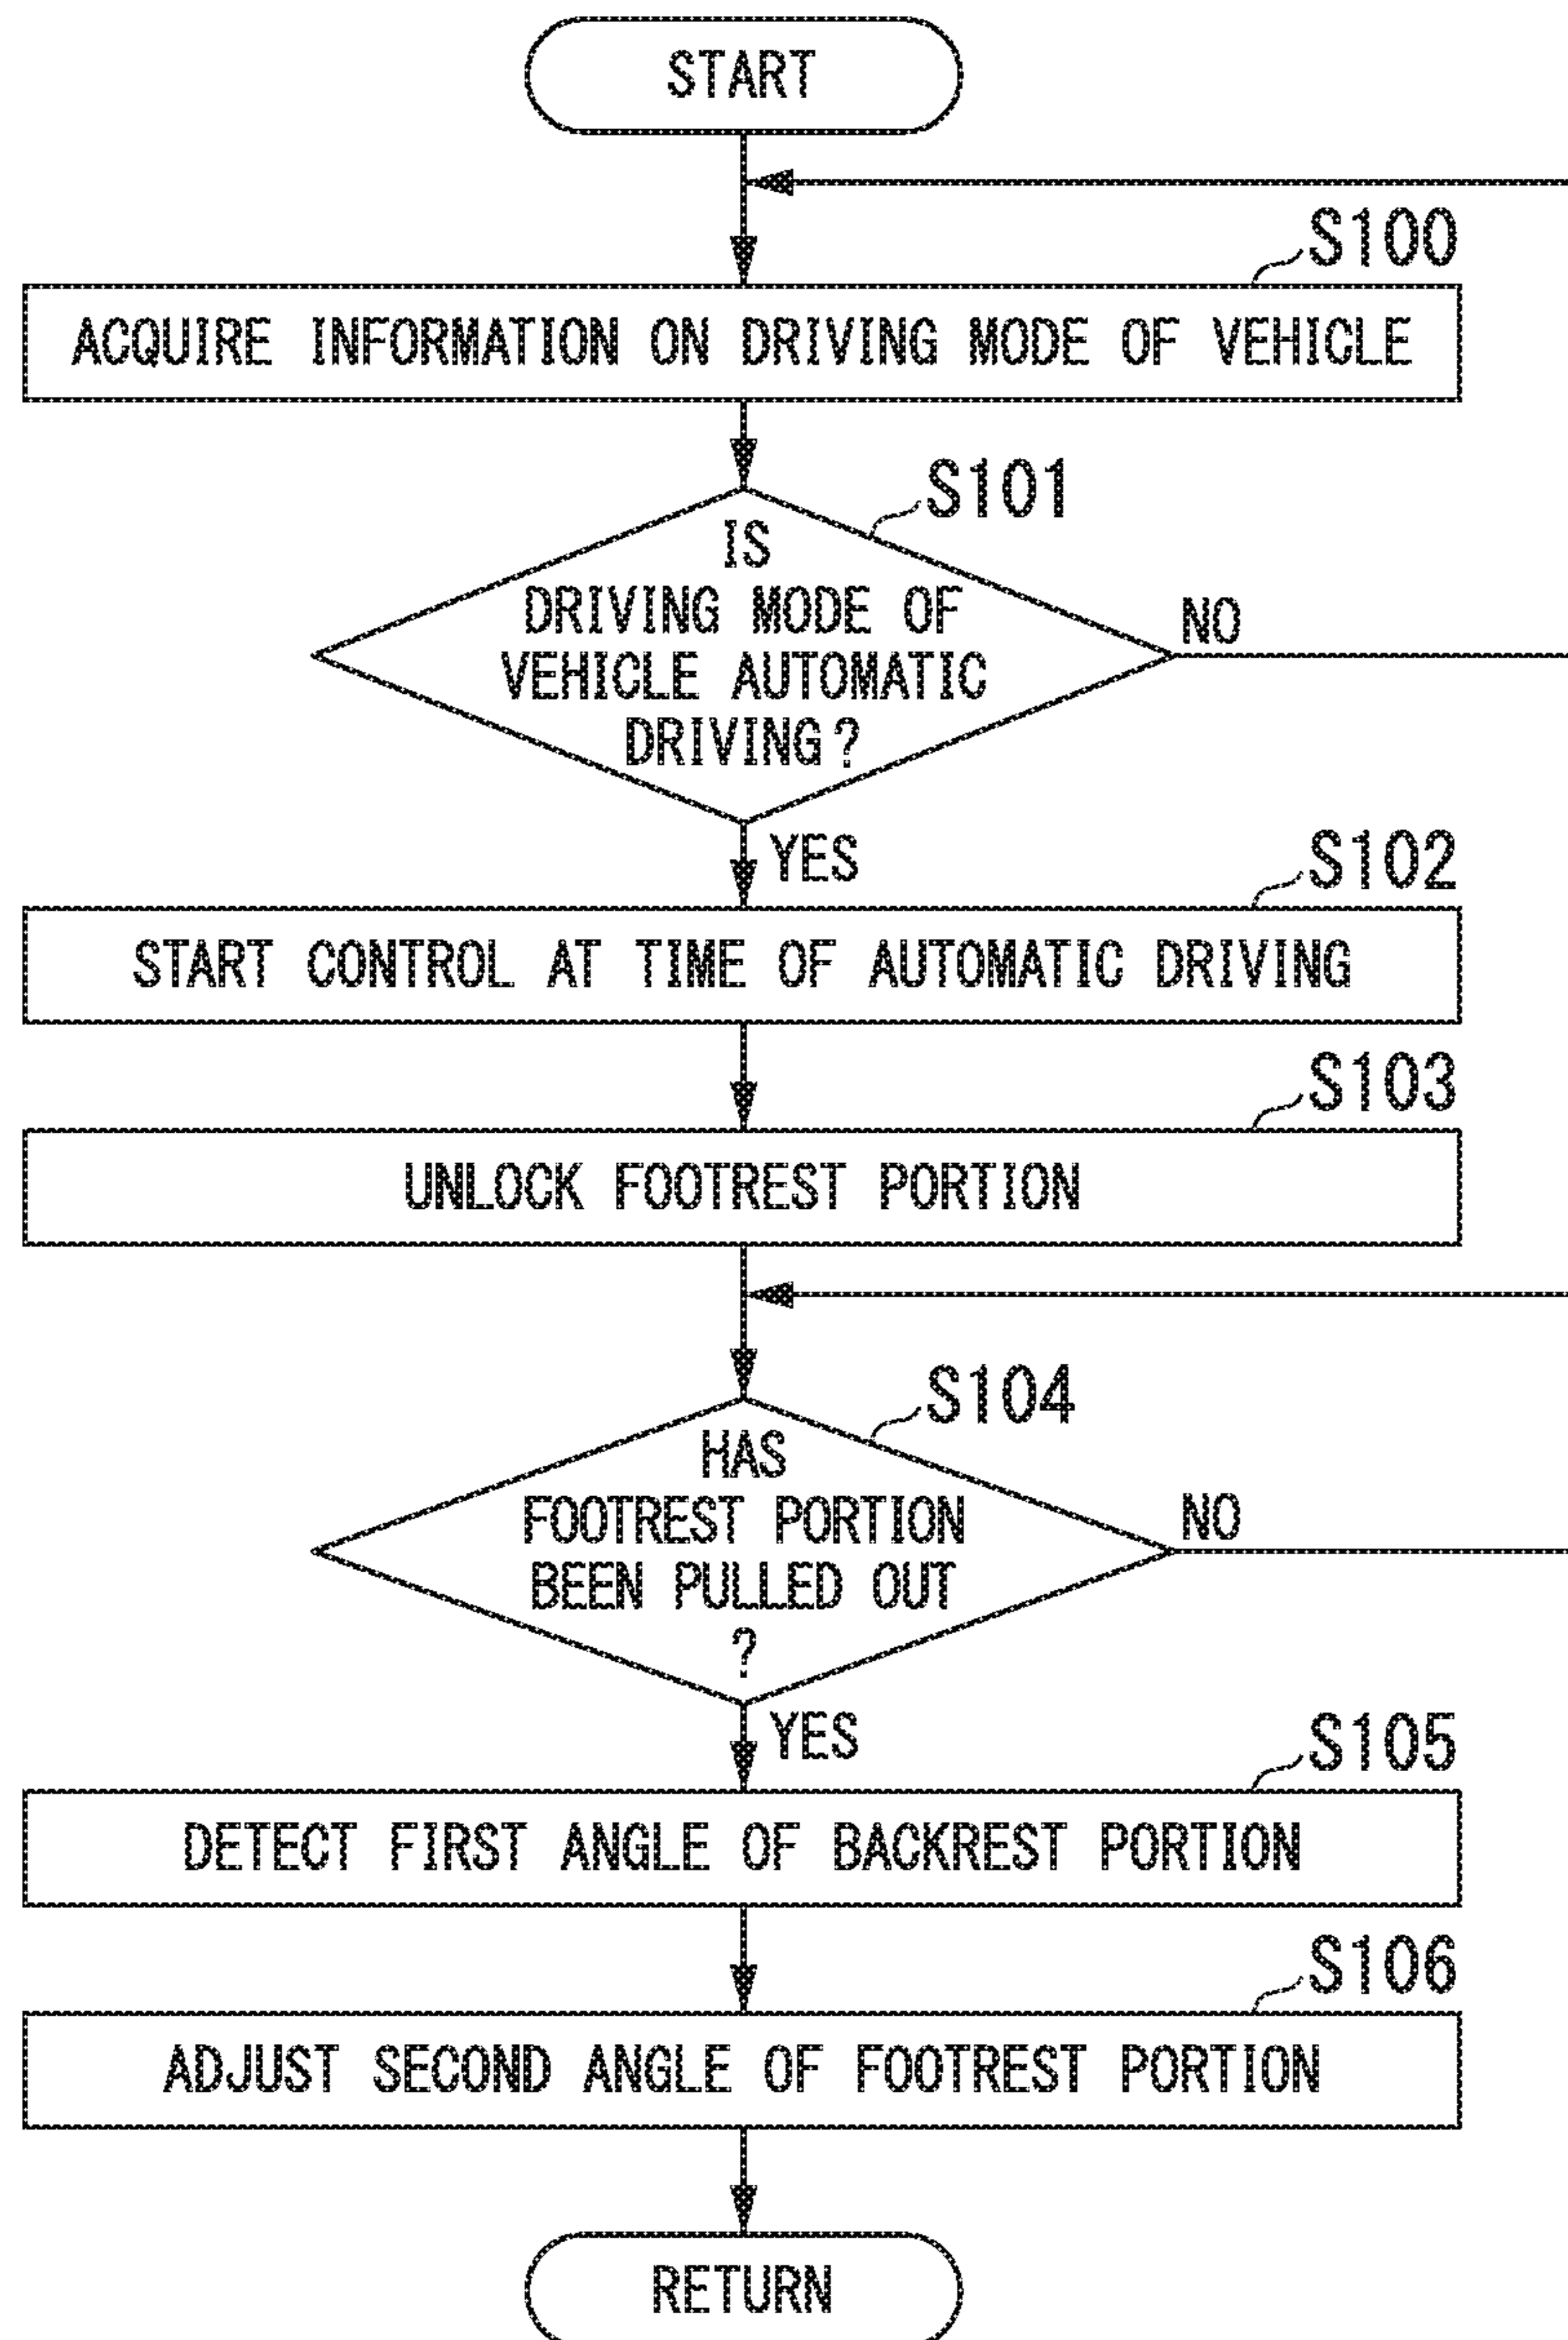 START
S100
ACQUIRE INFORMATION ON DRIVING MODE OF VEHICLE
S101
IS
DRIVING MODE OF
VEHICLE AUTOMATIC
DRIVING?
NO
YES
S102
START CONTROL AT TIME OF AUTOMATIC DRIVING
S103
UNLOCK FOOTREST PORTION
S104
HAS
FOOTREST PORTION
BEEN PULLED OUT
?
NO
YES
S105
DETECT FIRST ANGLE OF BACKREST PORTION
S106
ADJUST SECOND ANGLE OF FOOTREST PORTION
RETURN